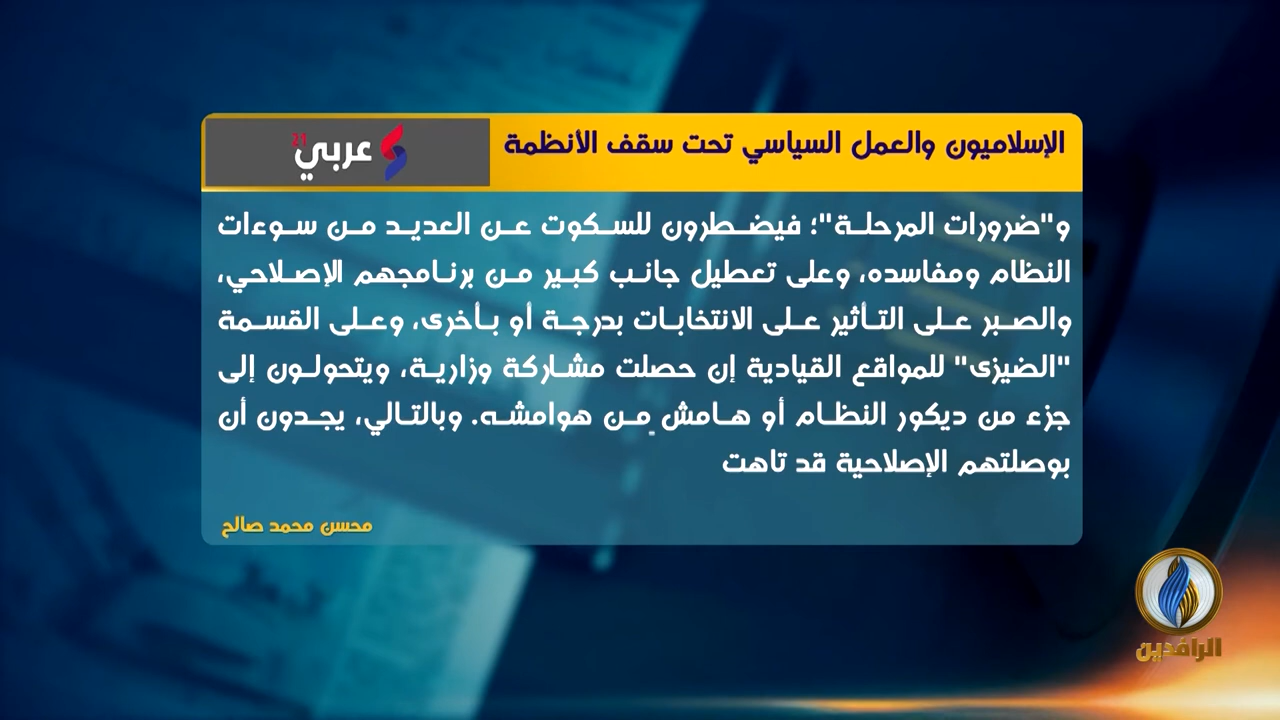 الإسلاميون والعمل السياسي تحت سقف الأنظمة
عربي 21
و"ضرورات المرحلة"؛ فيضطرون للسكوت عن العديد من سوءات
النظام ومفاسده، وعلى تعطيل جانب كبير من برنامجهم الإصلاحي،
والصبر على التأثير على الانتخابات بدرجة أو بأخرى، وعلى القسمة
"الضيزى" للمواقع القيادية إن حصلت مشاركة وزارية، ويتحولون إلى
جزء من ديكور النظام أو هامش من هوامشه. وبالتالي، يجدون أن
بوصلتهم الإصلاحية قد تاهت
محسن محمد صالح
الرافدين